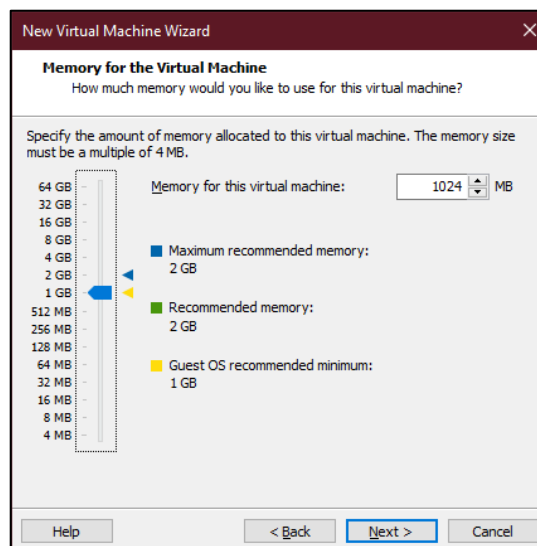 New Virtual Machine Wizard
Memory for the Virtual Machine
How much memory would you like to use for this virtual machine?
Specify the amount of memory allocated to this virtual machine. The memory size
must be a multiple of 4 MB.
64 GB
32 GB
16 GB
8 GB
4 GB
2 GB
1 GB
512 MB
256 MB
128 MB
64 MB
32 MB
16 MB
8 MB
4 MB
Memory for this virtual machine: 1024 MB
Maximum recommended memory:
2 GB
Recommended memory:
2 GB
Guest OS recommended minimum:
1 GB
Help < Back Next > Cancel